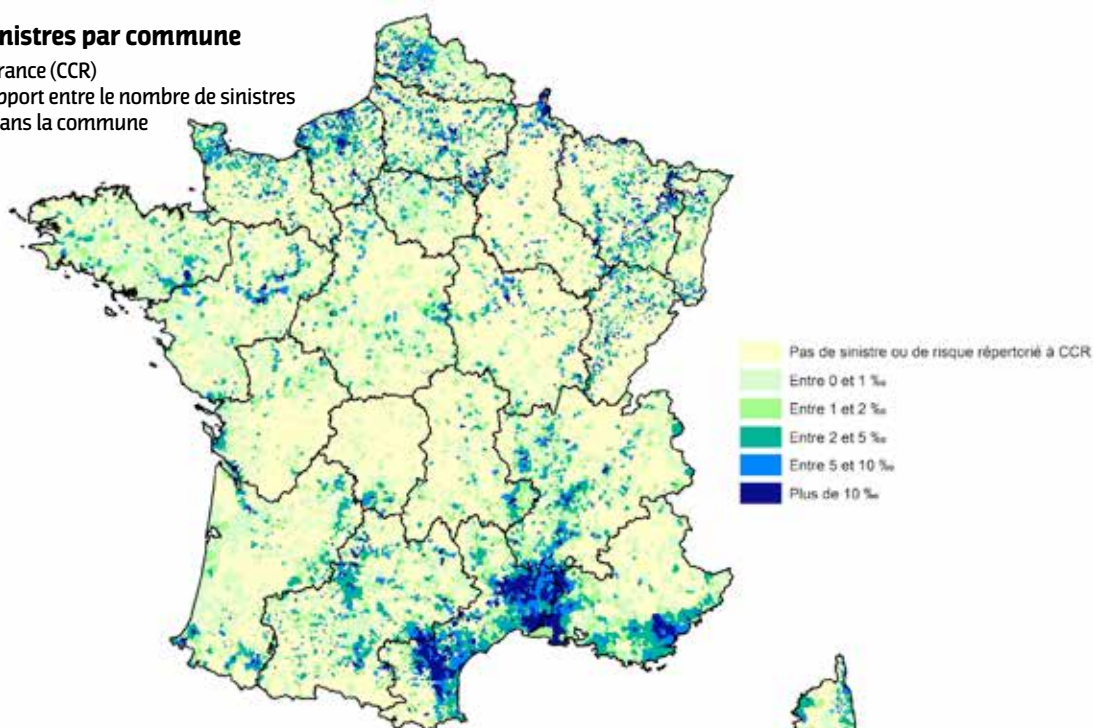 nistres par commune
rance (CCR)
pport entre le nombre de sinistres
ans la commune
Pas de sinistre ou de risque répertorié à CCR
Entre 0 et 1 ‰
Entre 1 et 2 ‰
Entre 2 et 5 ‰
Entre 5 et 10 ‰
Plus de 10 ‰